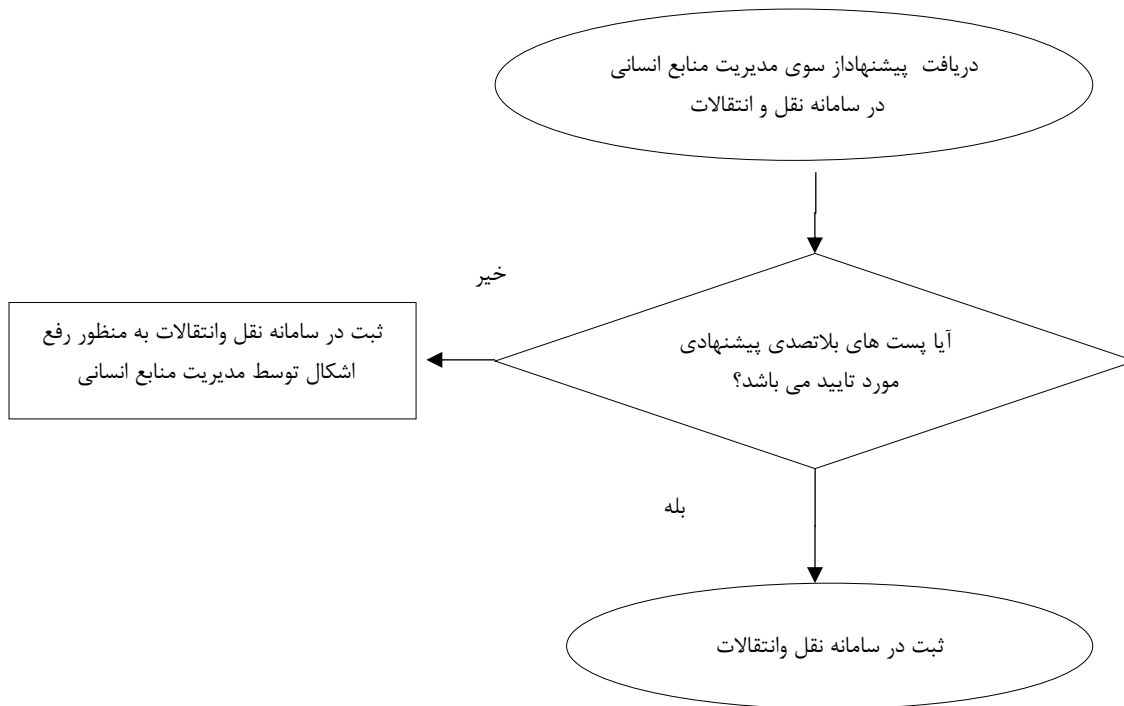 دریافت پیشنهاداز سوی مدیریت منابع انسانی
در سامانه نقل و انتقالات
خیر
آیا پست های بلاتصدی پیشنهادی
مورد تایید می باشد؟
ثبت در سامانه نقل وانتقالات به منظور رفع
اشکال توسط مدیریت منابع انسانی
بله
ثبت در سامانه نقل وانتقالات